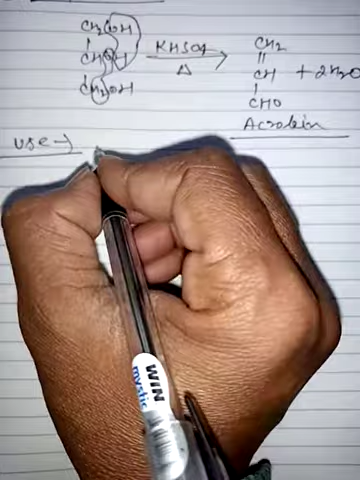 CH2OH
CHOH KHSO4 CH2
CH2OH Δ ||
CH + 2H2O
CHO
Acrolein
use →
WIN
mystic